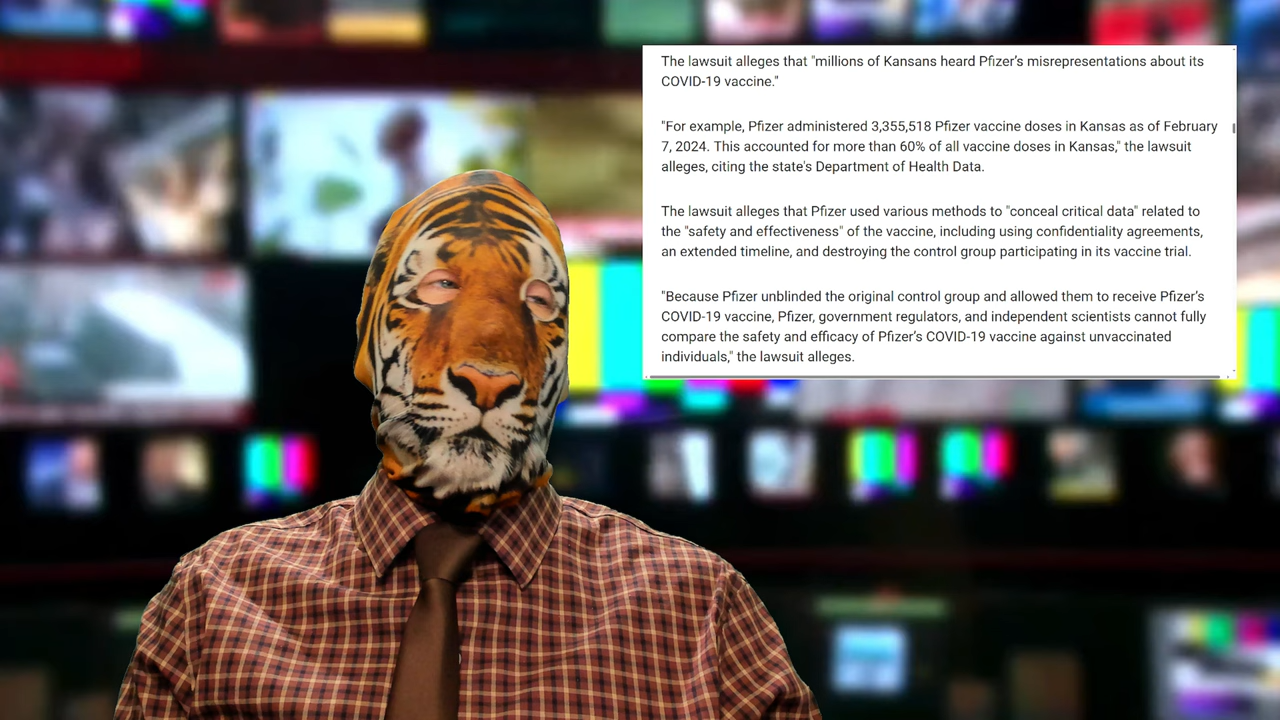 The lawsuit alleges that "millions of Kansans heard Pfizer's misrepresentations about its
COVID-19 vaccine."
"For example, Pfizer administered 3,355,518 Pfizer vaccine doses in Kansas as of February
7, 2024. This accounted for more than 60% of all vaccine doses in Kansas," the lawsuit
alleges, citing the state's Department of Health Data.
The lawsuit alleges that Pfizer used various methods to "conceal critical data" related to
the "safety and effectiveness" of the vaccine, including using confidentiality agreements,
an extended timeline, and destroying the control group participating in its vaccine trial.
"Because Pfizer unblinded the original control group and allowed them to receive Pfizer's
COVID-19 vaccine, Pfizer, government regulators, and independent scientists cannot fully
compare the safety and efficacy of Pfizer's COVID-19 vaccine against unvaccinated
individuals," the lawsuit alleges.